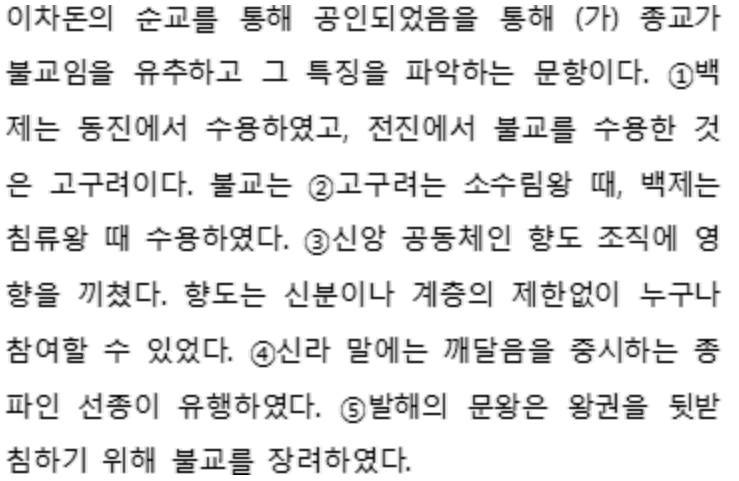 이차돈의 순교를 통해 공인되었음을 통해 (가) 종교가
불교임을 유추하고 그 특징을 파악하는 문항이다. ①백
제는 동진에서 수용하였고, 전진에서 불교를 수용한 것
은 고구려이다. 불교는 ②고구려는 소수림왕 때, 백제는
침류왕 때 수용하였다. ③신앙 공동체인 향도 조직에 영
향을 끼쳤다. 향도는 신분이나 계층의 제한없이 누구나
참여할 수 있었다. ④신라 말에는 깨달음을 중시하는 종
파인 선종이 유행하였다. ⑤발해의 문왕은 왕권을 뒷받
침하기 위해 불교를 장려하였다.